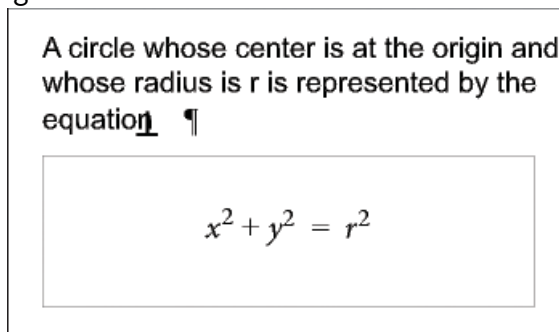 A circle whose center is at the origin and
whose radius is r is represented by the
equation ¶
x² + y² = r²